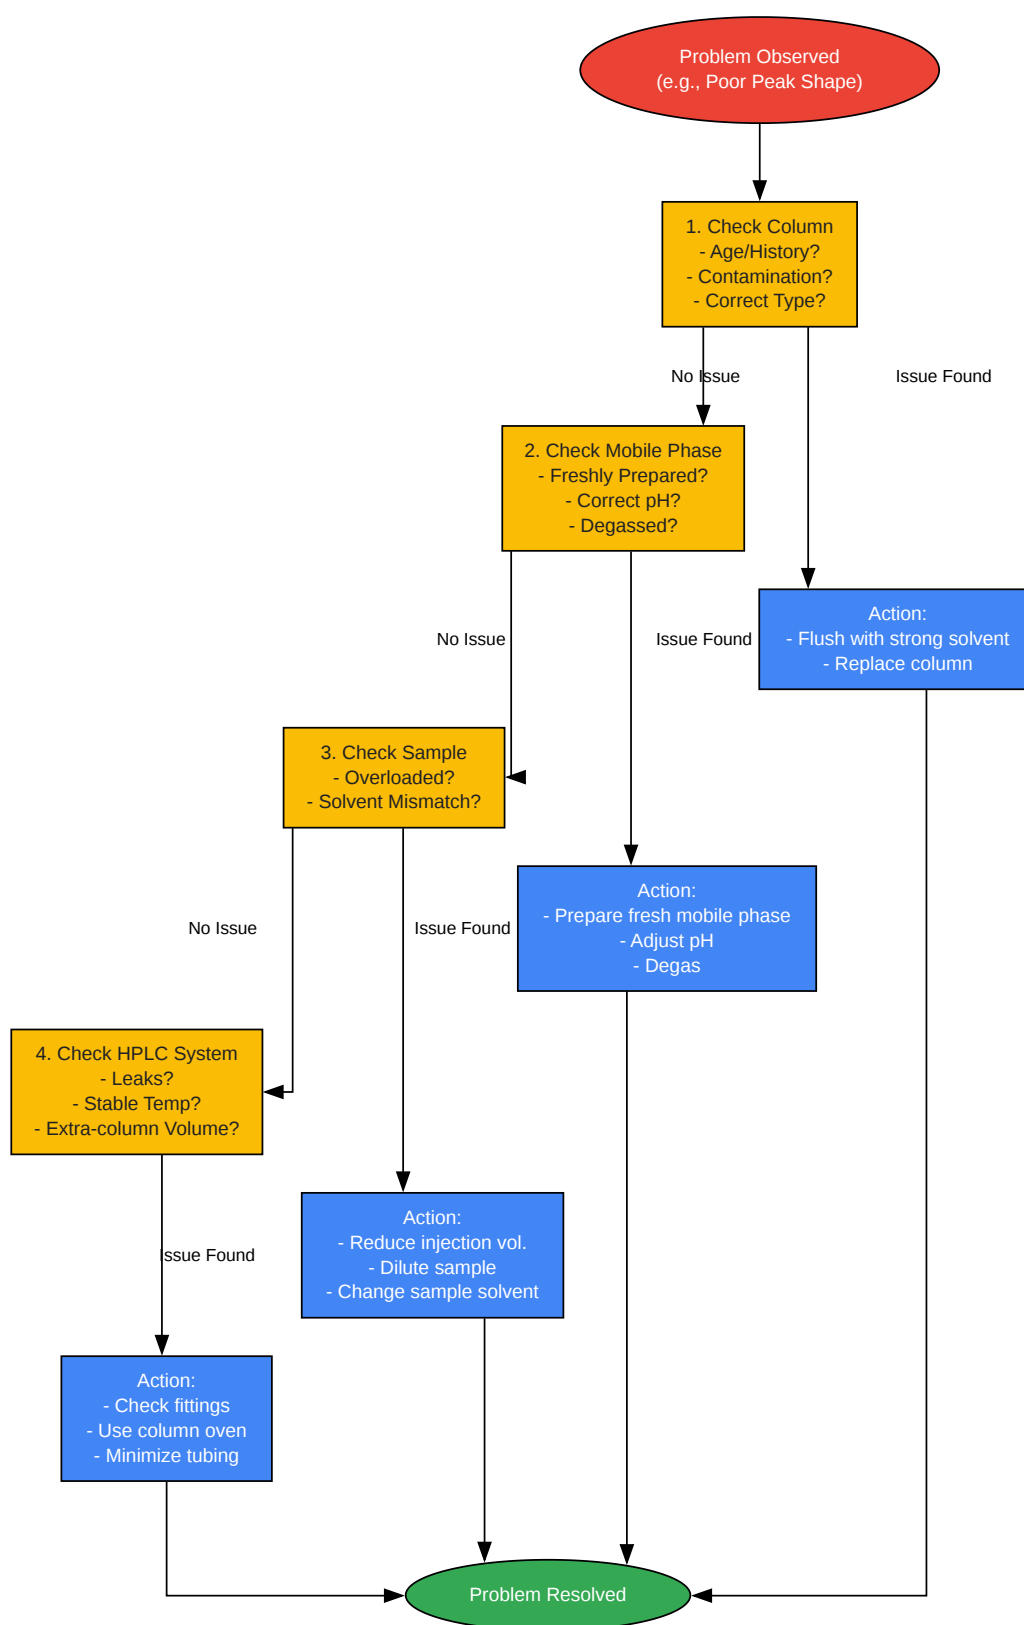 Problem Observed
(e.g., Poor Peak Shape)
1. Check Column
- Age/History?
- Contamination?
- Correct Type?
No Issue
Issue Found
2. Check Mobile Phase
- Freshly Prepared?
- Correct pH?
- Degassed?
Action:
- Flush with strong solvent
- Replace column
No Issue
Issue Found
3. Check Sample
- Overloaded?
- Solvent Mismatch?
Action:
- Prepare fresh mobile phase
- Adjust pH
- Degas
No Issue
Issue Found
4. Check HPLC System
- Leaks?
- Stable Temp?
- Extra-column Volume?
Action:
- Reduce injection vol.
- Dilute sample
- Change sample solvent
Issue Found
Action:
- Check fittings
- Use column oven
- Minimize tubing
Problem Resolved